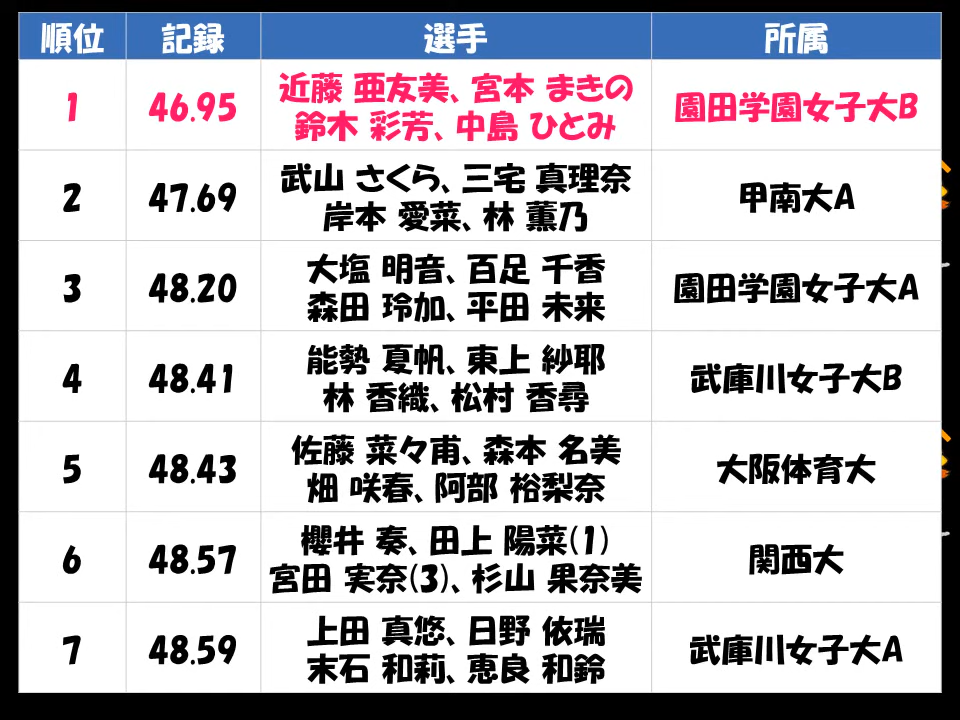 順位 記録 選手 所属
1 46.95 近藤 亜友美、宮本 まきの 園田学園女子大B
鈴木 彩芳、中島 ひとみ
2 47.69 武山 さくら、三宅 真理奈 甲南大A
岸本 愛菜、林 薫乃
3 48.20 大塩 明音、百足 千香 園田学園女子大A
森田 玲加、平田 未来
4 48.41 能勢 夏帆、東上 紗耶 武庫川女子大B
林 香織、松村 香尋
5 48.43 佐藤 菜々甫、森本 名美 大阪体育大
畑 咲春、阿部 裕梨奈
6 48.57 櫻井 奏、田上 陽菜(1) 関西大
宮田 実奈(3)、杉山 果奈美
7 48.59 上田 真悠、日野 依瑞 武庫川女子大A
末石 和莉、恵良 和鈴